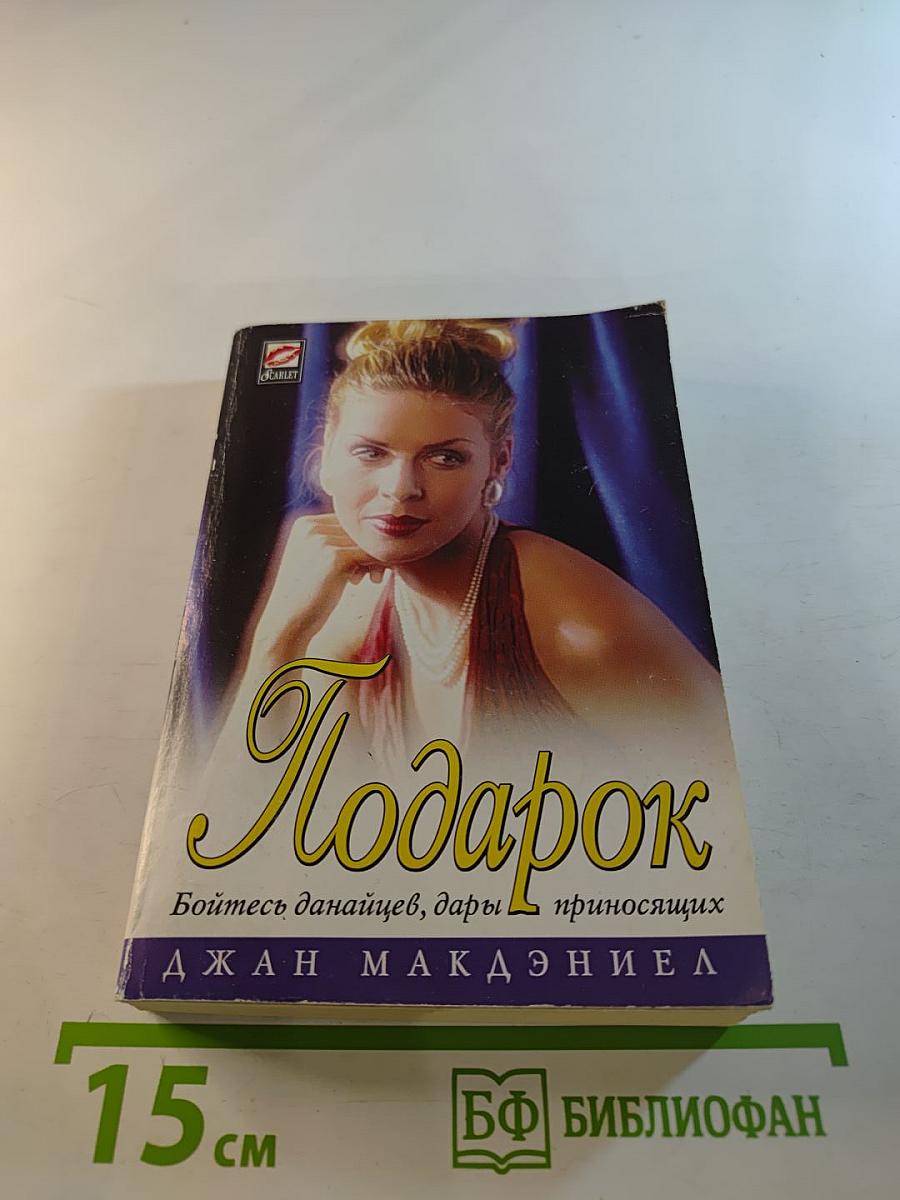 SCARLET
Подарок
Бойтесь данайцев, дары приносящих
ДЖАН МАКДЭНИЕЛ
15 см
БФ БИБЛИОФАН